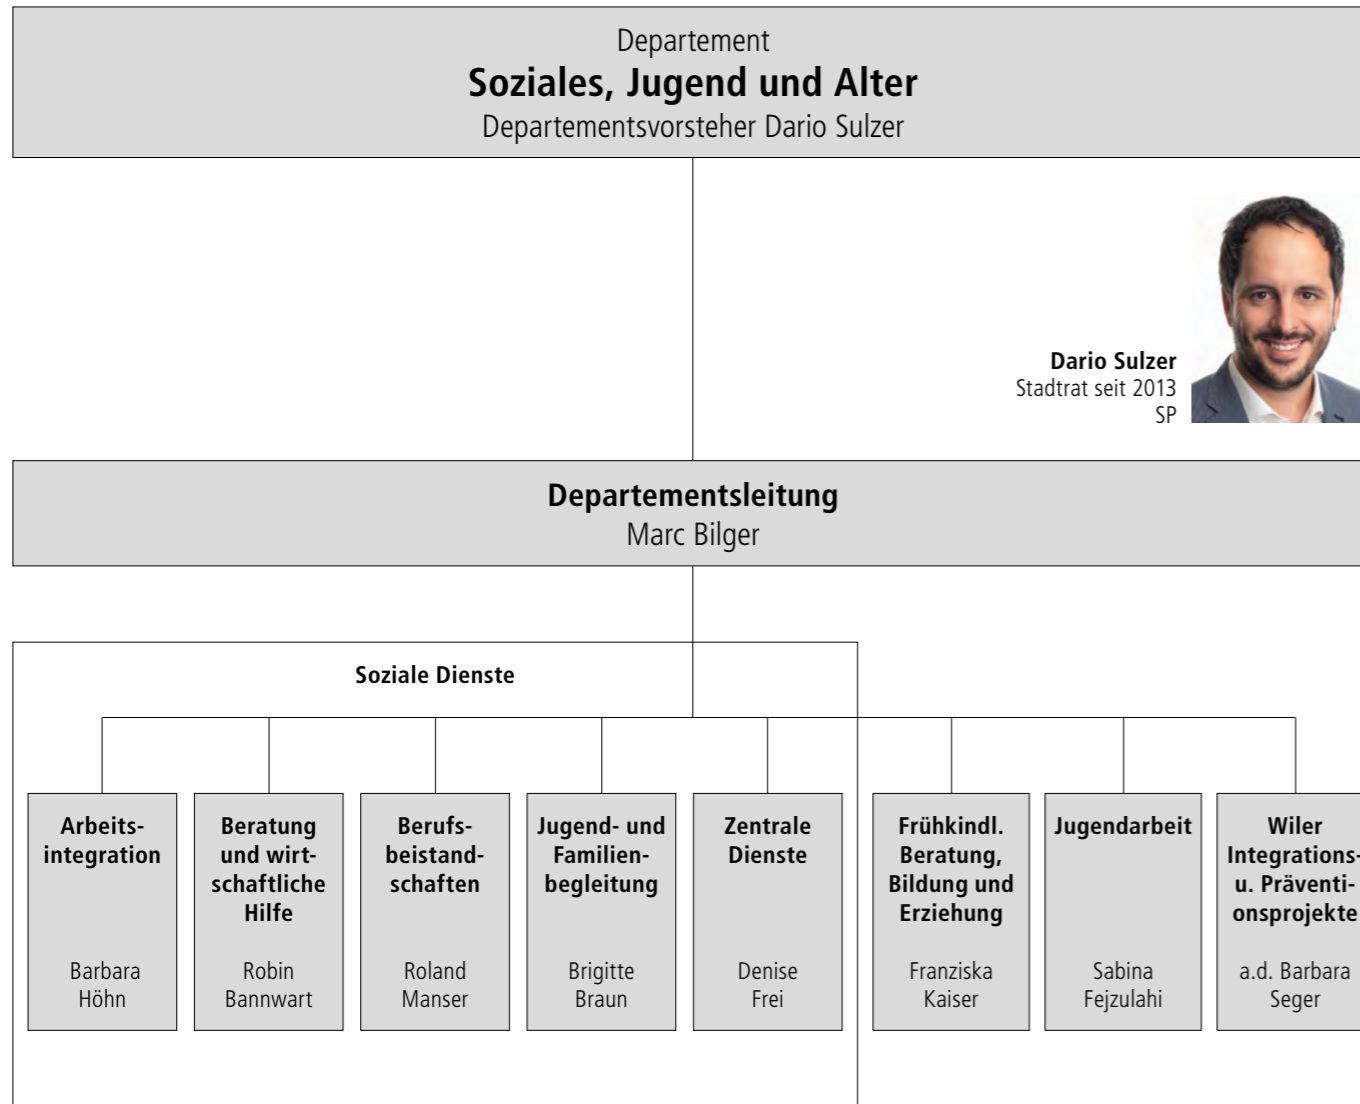 Departement
Soziales, Jugend und Alter
Departementsvorsteher Dario Sulzer
Dario Sulzer
Stadtrat seit 2013
SP
Departementsleitung
Marc Bilger
Soziale Dienste
Arbeits-
integration
Barbara
Höhn
Beratung
und wirt-
schaftliche
Hilfe
Robin
Bannwart
Berufs-
beistand-
schaften
Roland
Manser
Jugend- und
Familien-
begleitung
Brigitte
Braun
Zentrale
Dienste
Denise
Frei
Frühkindl.
Beratung,
Bildung und
Erziehung
Franziska
Kaiser
Jugendarbeit
Sabina
Fejzulahi
Wiler
Integrations-
u. Präventi-
onsprojekte
a.d. Barbara
Seger